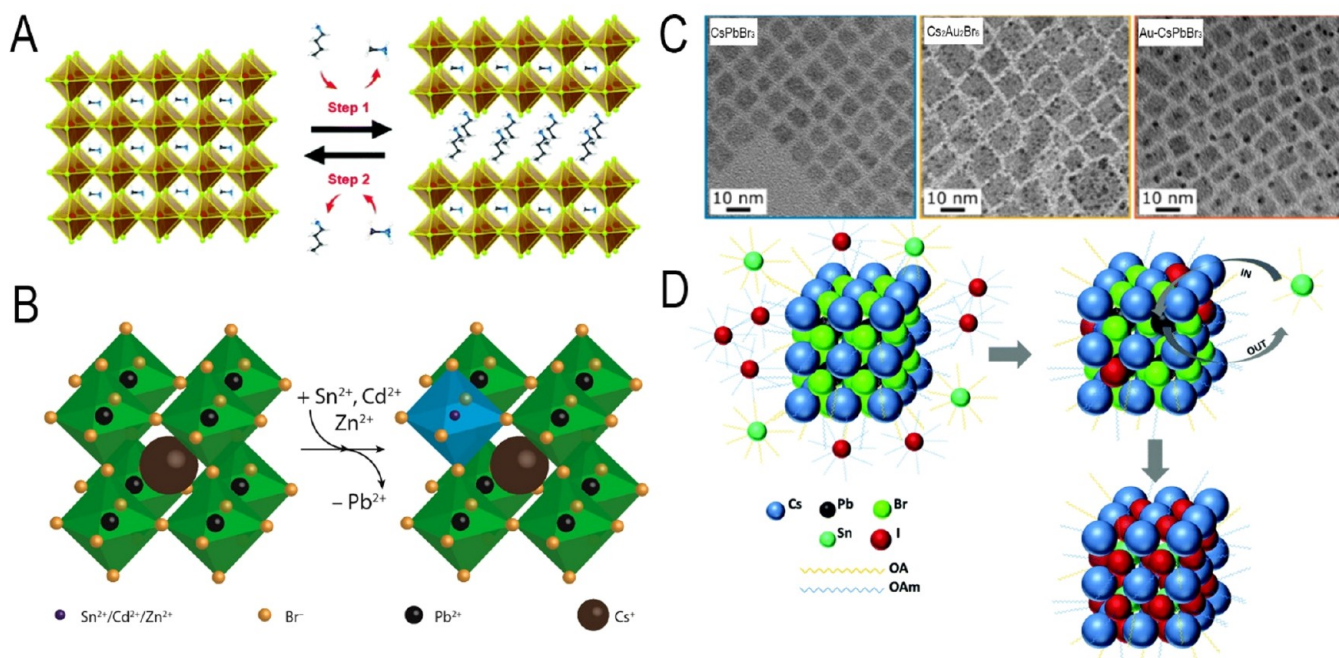 A
Step 1
Step 2
B
+ Sn²⁺, Cd²⁺
Zn²⁺
– Pb²⁺
Sn²⁺/Cd²⁺/Zn²⁺
Br⁻
Pb²⁺
Cs⁺
C
CsPbBr₃
Cs₂Au₂Br₆
Au-CsPbBr₃
10 nm
10 nm
10 nm
D
IN
OUT
Cs
Pb
Br
Sn
I
OA
OAm